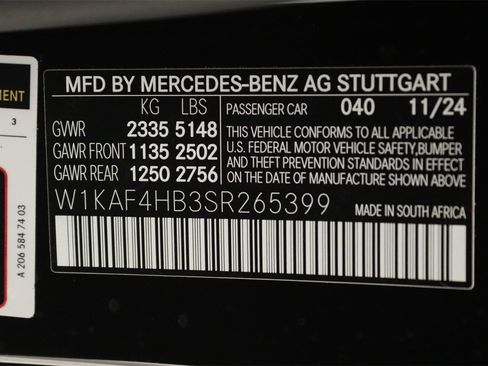 MFD BY MERCEDES-BENZ AG STUTTGART
KG LBS
PASSENGER CAR 040 11/24
GVWR 2335 5148
GAWR FRONT 1135 2502
GAWR REAR 1250 2756
THIS VEHICLE CONFORMS TO ALL APPLICABLE
U.S. FEDERAL MOTOR VEHICLE SAFETY, BUMPER
AND THEFT PREVENTION STANDARDS IN EFFECT
ON THE DATE OF MANUFACTURE SHOWN ABOVE
W1KAF4HB3SR265399
MADE IN SOUTH AFRICA
3
A 206 584 74 03